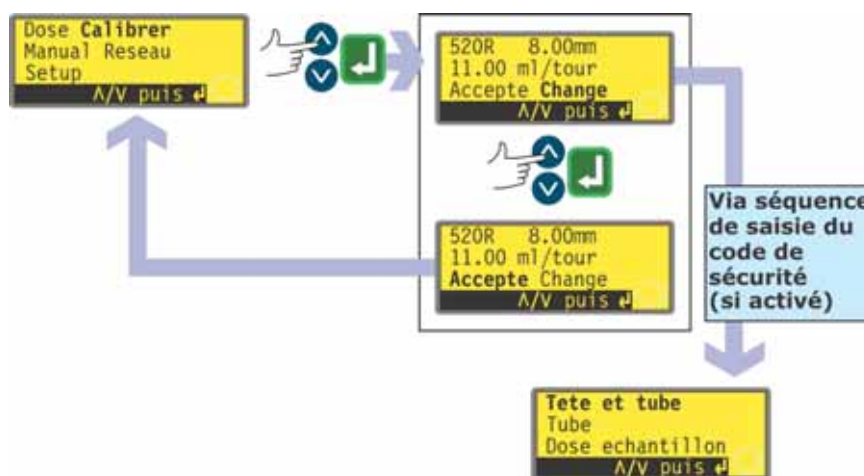 Dose Calibrer
Manual Reseau
Setup
Λ/V puis ↲
520R 8.00mm
11.00 ml/tour
Accepte Change
Λ/V puis ↲
520R 8.00mm
11.00 ml/tour
Accepte Change
Λ/V puis ↲
Via séquence
de saisie du
code de
sécurité
(si activé)
Tete et tube
Tube
Dose echantillon
Λ/V puis ↲